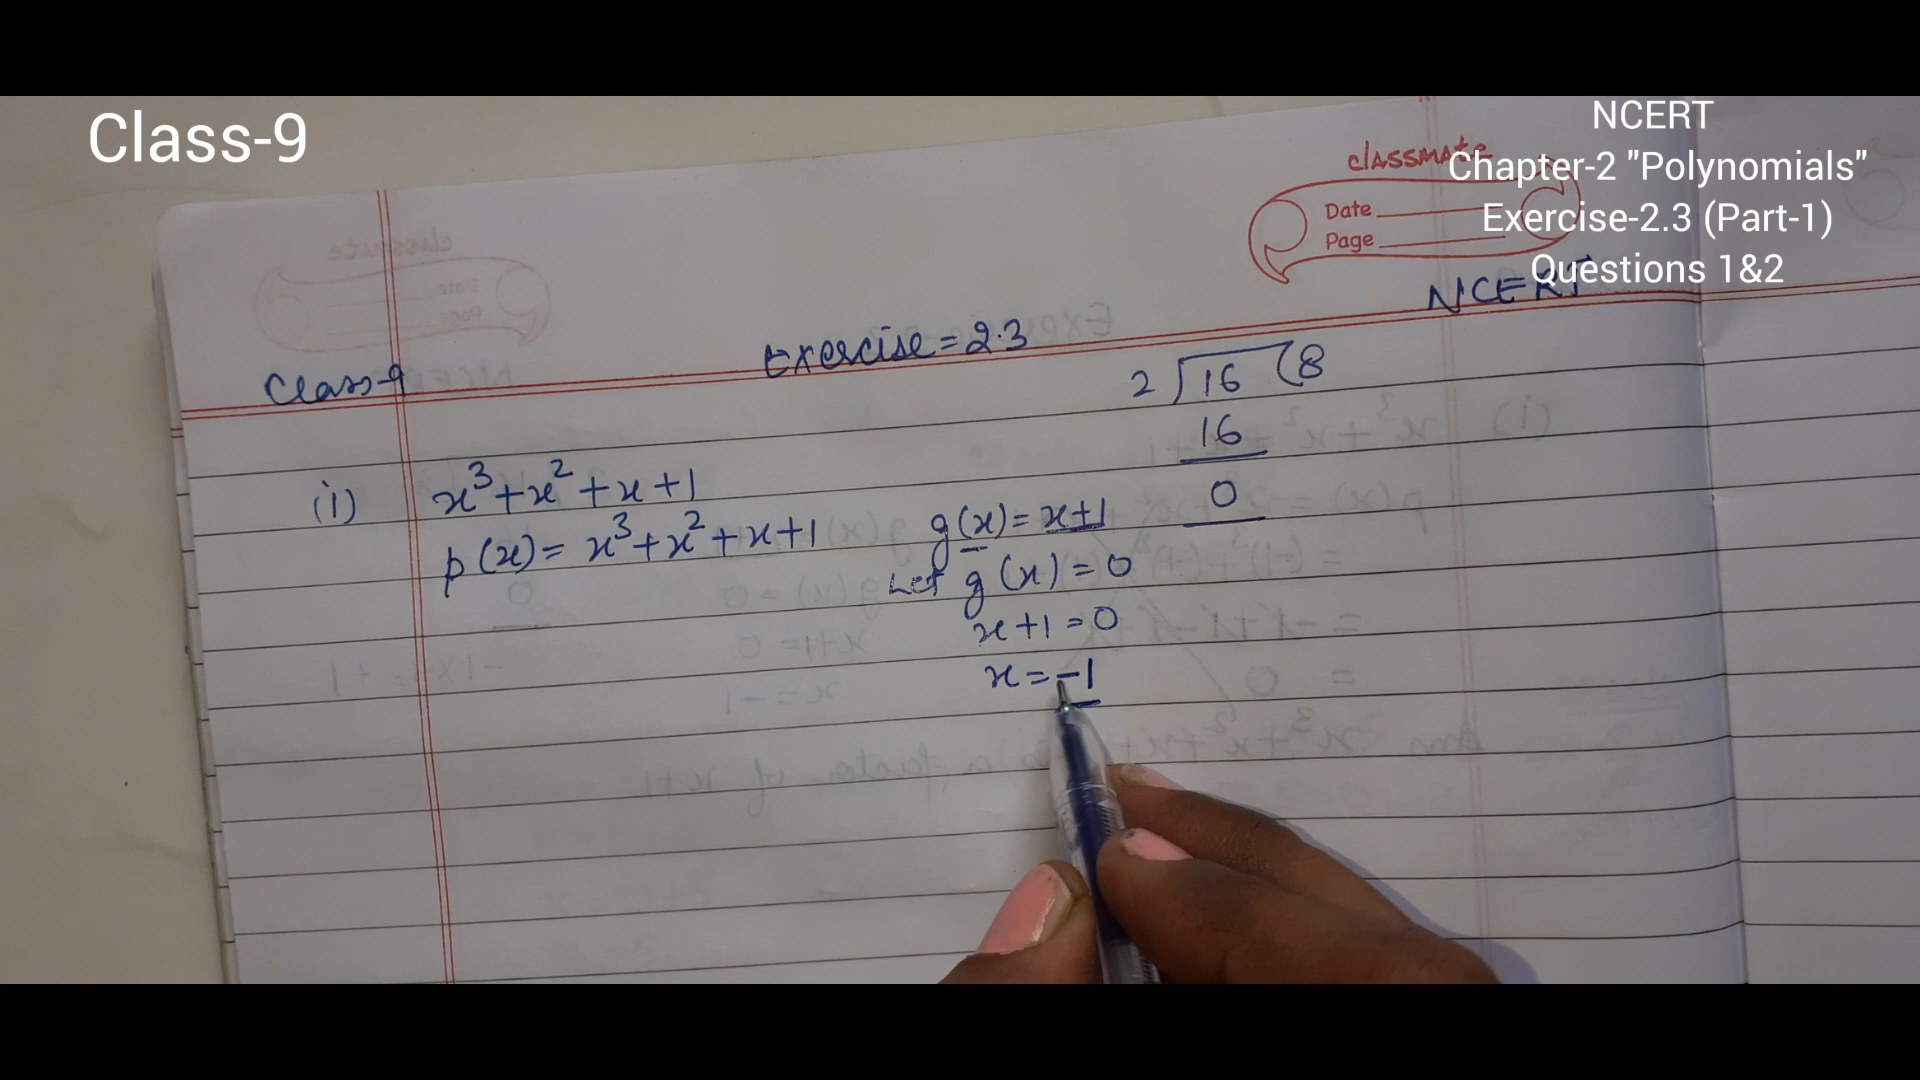 Class-9
NCERT
Chapter-2 "Polynomials"
Exercise-2.3 (Part-1)
Questions 1&2
classmate
Date
Page
NCERT
Exercise = 2.3
Class-9
2 ) 16 ( 8
16
0
(i) x³+x²+x+1
p(x) = x³+x²+x+1
g(x) = x+1
Let g(x) = 0
x+1 = 0
x = -1